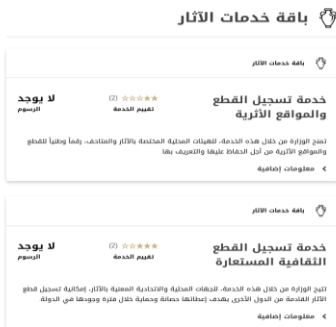 باقة خدمات الآثار
باقة خدمات الآثار
خدمة تسجيل القطع
والمواقع الأثرية
(2)
تقييم الخدمة
لا يوجد
الرسوم
تمنح الوزارة من خلال هذه الخدمة، للهيئات المحلية المختصة بالآثار والمتاحف، رقماً وطنياً للقطع
والمواقع الأثرية من أجل الحفاظ عليها والتعريف بها
معلومات إضافية
باقة خدمات الآثار
خدمة تسجيل القطع
الثقافية المستعارة
(2)
تقييم الخدمة
لا يوجد
الرسوم
تتيح الوزارة من خلال هذه الخدمة، للجهات المحلية والاتحادية المعنية بالآثار، إمكانية تسجيل قطع
الآثار القادمة من الدول الأخرى بهدف إعطائها حصانة وحماية خلال فترة وجودها في الدولة
معلومات إضافية